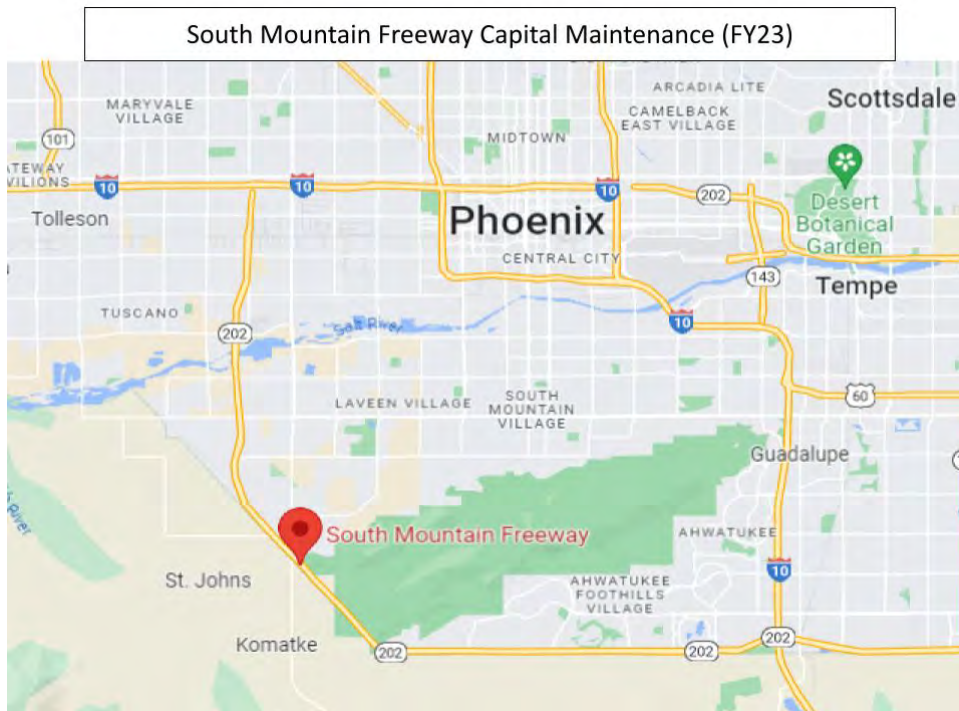 South Mountain Freeway Capital Maintenance (FY23)
ARCADIA LITE
Scottsdale
MARYVALE
VILLAGE
CAMELBACK
EAST VILLAGE
MIDTOWN
101
10
10
10
202
Tolleson
Desert
Botanical
Garden
Phoenix
CENTRAL CITY
143
Tempe
TUSCANO
202
Salt River
10
60
LAVEEN VILLAGE
SOUTH
MOUNTAIN
VILLAGE
Guadalupe
South Mountain Freeway
AHWATUKEE
St. Johns
10
AHWATUKEE
FOOTHILLS
VILLAGE
Komatke
202
202
202